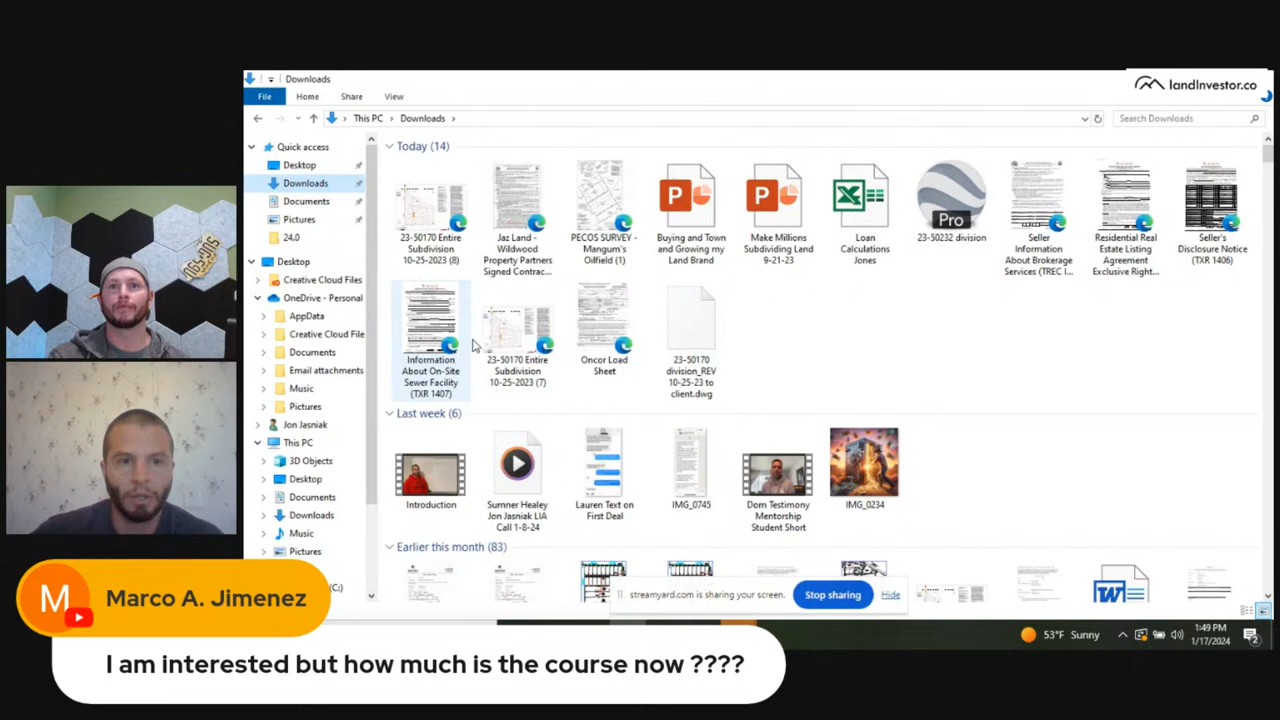 Downloads
landInvestor.co
File
Home
Share
View
This PC
Downloads
Search Downloads
Quick access
Desktop
Downloads
Documents
Pictures
24.0
Desktop
Creative Cloud Files
OneDrive - Personal
AppData
Creative Cloud File
Documents
Email attachments
Music
Pictures
Jon Jasniak
This PC
3D Objects
Desktop
Documents
Downloads
Music
Pictures
(C:)
Today (14)
23-50170 Entire
Subdivision
10-25-2023 (8)
Jaz Land -
Wildwood
Property Partners
Signed Contrac...
PECOS SURVEY -
Mangum's
Oilfield (1)
Buying and Town
and Growing my
Land Brand
Make Millions
Subdividing Land
9-21-23
Loan
Calculations
Jones
Pro
23-50232 division
Seller
Information
About Brokerage
Services (TREC I...
Residential Real
Estate Listing
Agreement
Exclusive Right...
Seller's
Disclosure Notice
(TXR 1406)
Information
About On-Site
Sewer Facility
(TXR 1407)
23-50170 Entire
Subdivision
10-25-2023 (7)
Oncor Load
Sheet
23-50170
division_REV
10-25-23 to
client.dwg
Last week (6)
Introduction
Sumner Healey
Jon Jasniak LIA
Call 1-8-24
Lauren Text on
First Deal
IMG_0745
Dom Testimony
Mentorship
Student Short
IMG_0234
Earlier this month (83)
streamyard.com is sharing your screen.
Stop sharing
Hide
53°F Sunny
1:49 PM
1/17/2024
2
M
Marco A. Jimenez
I am interested but how much is the course now ????